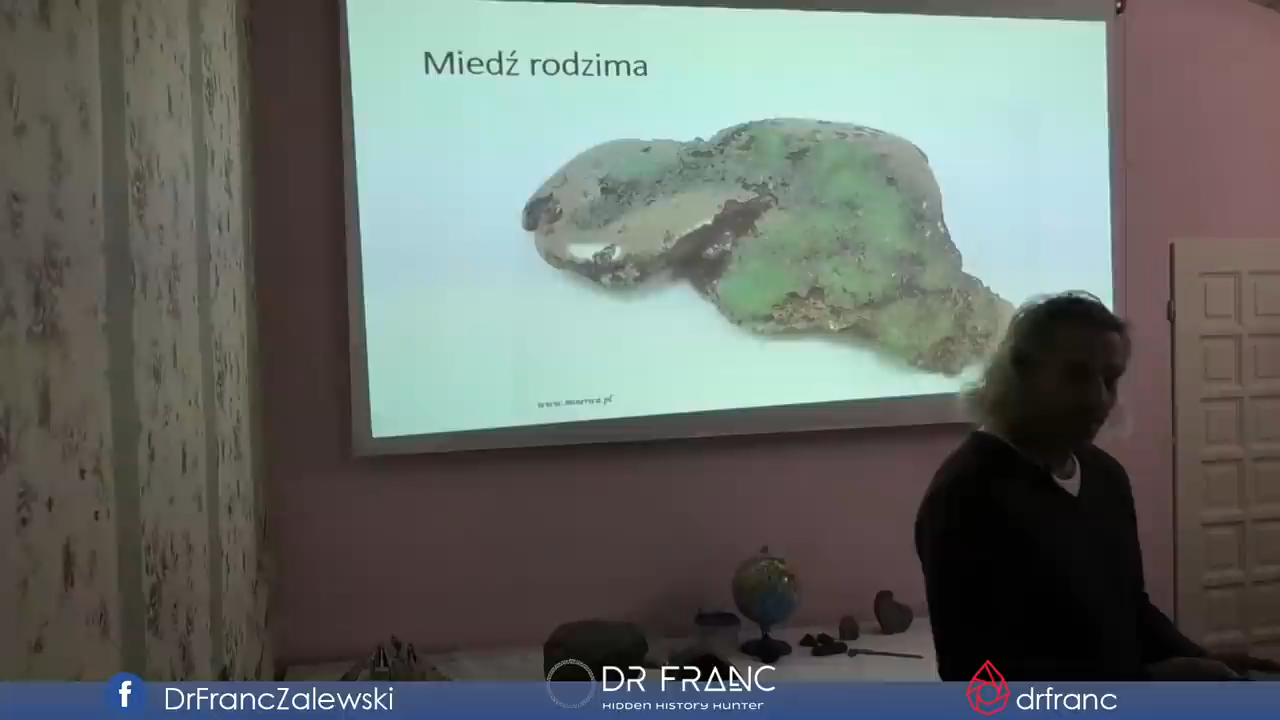 Miedź rodzima
DrFrancZalewski
DR FRANC
HIDDEN HISTORY HUNTER
drfranc